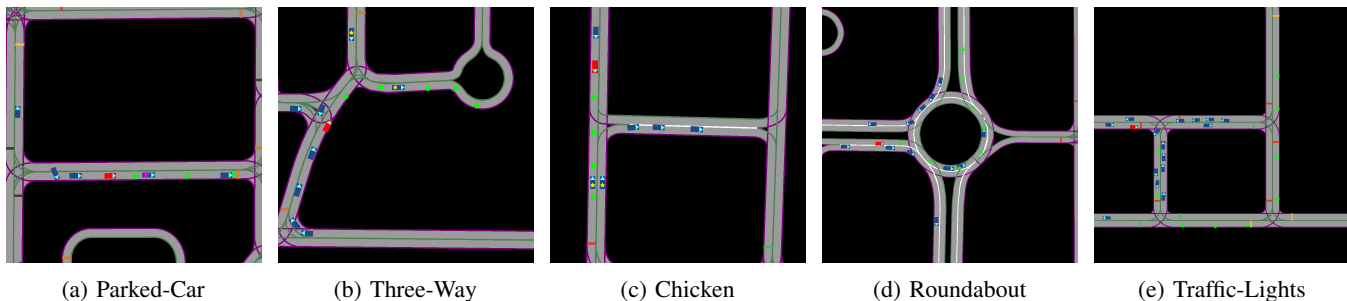 (a) Parked-Car
(b) Three-Way
(c) Chicken
(d) Roundabout
(e) Traffic-Lights